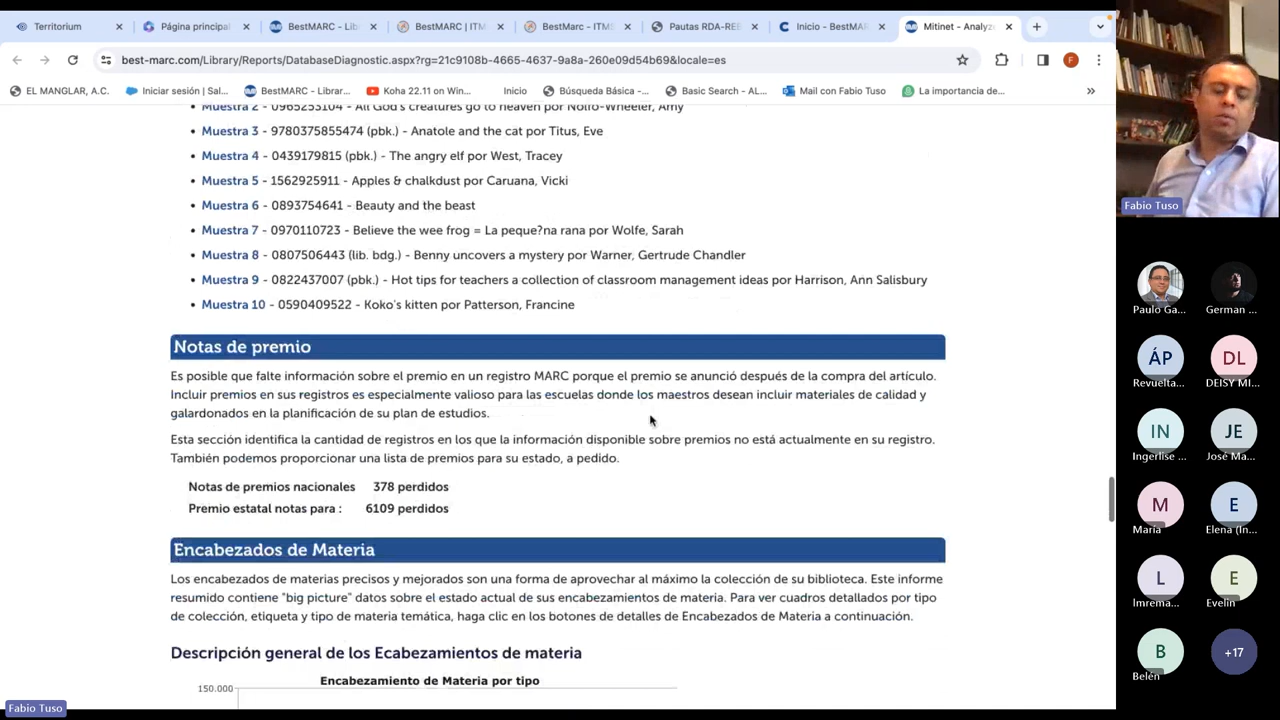 Territorium
Página principal
BestMARC - Lib
BestMARC | ITM
BestMarc - ITMS
Pautas RDA-REB
Inicio - BestMAR
Mitinet - Analyz
best-marc.com/Library/Reports/DatabaseDiagnostic.aspx?rg=21c9108b-4665-4637-9a8a-260e09d54b69&locale=es
F
EL MANGLAR, A.C.
Iniciar sesión | Sal...
BestMARC - Librar...
Koha 22.11 on Win...
Inicio
Búsqueda Básica -...
Basic Search - AL...
Mail con Fabio Tuso
La importancia de...
»
• Muestra 2 - 0965253104 - All God's creatures go to heaven por Nolfo-Wheeler, Amy
• Muestra 3 - 9780375855474 (pbk.) - Anatole and the cat por Titus, Eve
• Muestra 4 - 0439179815 (pbk.) - The angry elf por West, Tracey
• Muestra 5 - 1562925911 - Apples & chalkdust por Caruana, Vicki
• Muestra 6 - 0893754641 - Beauty and the beast
• Muestra 7 - 0970110723 - Believe the wee frog = La peque?na rana por Wolfe, Sarah
• Muestra 8 - 0807506443 (lib. bdg.) - Benny uncovers a mystery por Warner, Gertrude Chandler
• Muestra 9 - 0822437007 (pbk.) - Hot tips for teachers a collection of classroom management ideas por Harrison, Ann Salisbury
• Muestra 10 - 0590409522 - Koko's kitten por Patterson, Francine
Notas de premio
Es posible que falte información sobre el premio en un registro MARC porque el premio se anunció después de la compra del artículo.
Incluir premios en sus registros es especialmente valioso para las escuelas donde los maestros desean incluir materiales de calidad y
galardonados en la planificación de su plan de estudios.
Esta sección identifica la cantidad de registros en los que la información disponible sobre premios no está actualmente en su registro.
También podemos proporcionar una lista de premios para su estado, a pedido.
Notas de premios nacionales 378 perdidos
Premio estatal notas para : 6109 perdidos
Encabezados de Materia
Los encabezados de materias precisos y mejorados son una forma de aprovechar al máximo la colección de su biblioteca. Este informe
resumido contiene "big picture" datos sobre el estado actual de sus encabezamientos de materia. Para ver cuadros detallados por tipo
de colección, etiqueta y tipo de materia temática, haga clic en los botones de detalles de Encabezados de Materia a continuación.
Descripción general de los Ecabezamientos de materia
Encabezamiento de Materia por tipo
150.000
Fabio Tuso
Fabio Tuso
Paulo Ga...
German ...
ÁP
Revuelta...
DL
DEISY MI...
IN
Ingerlise ...
JE
José Ma...
M
Maria
E
Elena (In...
L
lmrema...
E
Evelin
B
Belén
+17